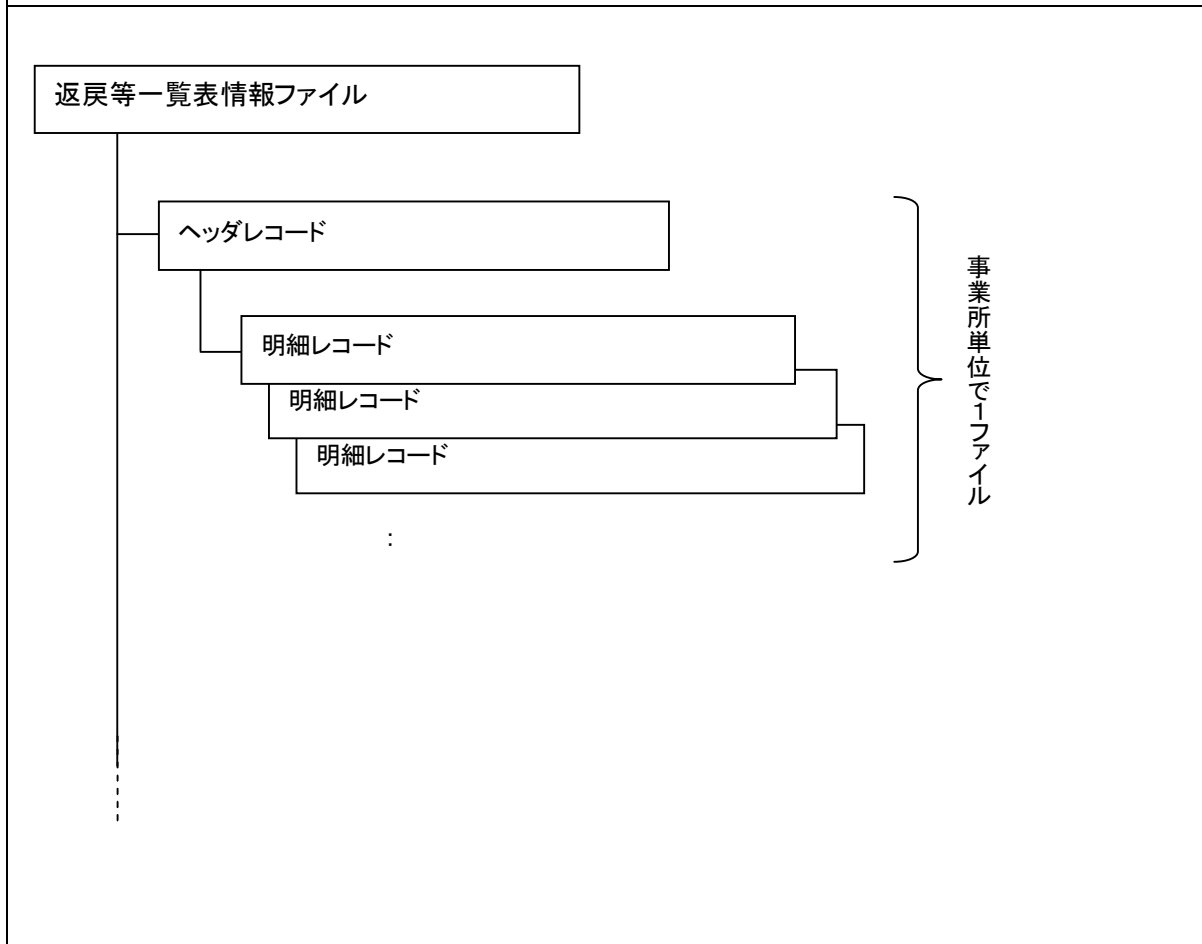 返戻等一覧表情報ファイル
ヘッダレコード
明細レコード
明細レコード
明細レコード
:
事業所単位で1ファイル